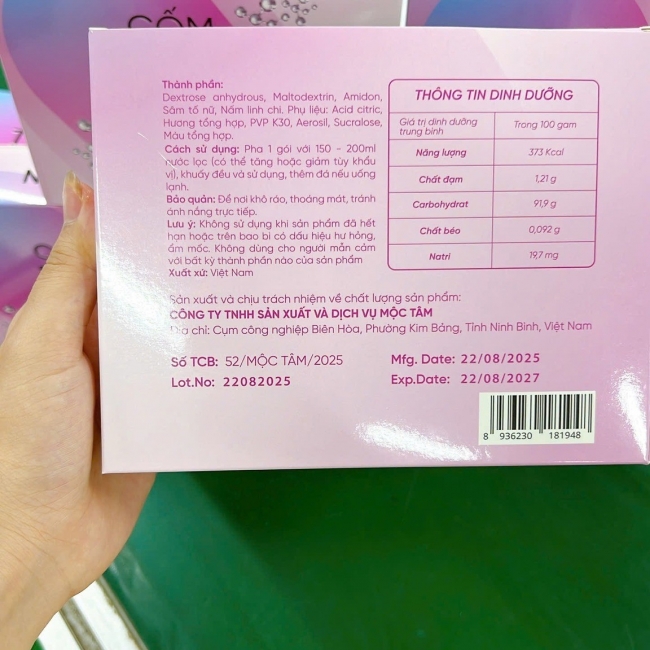 CỐM
Thành phần:
Dextrose anhydrous, Maltodextrin, Amidon,
Sâm tố nữ, Nấm linh chi. Phụ liệu: Acid citric,
Hương tổng hợp, PVP K30, Aerosil, Sucralose,
Màu tổng hợp.
Cách sử dụng: Pha 1 gói với 150 - 200ml
nước lọc (có thể tăng hoặc giảm tùy khẩu
vị), khuấy đều và sử dụng, thêm đá nếu uống
lạnh.
Bảo quản: Để nơi khô ráo, thoáng mát, tránh
ánh nắng trực tiếp.
Lưu ý: Không sử dụng khi sản phẩm đã hết
hạn hoặc trên bao bì có dấu hiệu hư hỏng,
ẩm mốc. Không dùng cho người mẫn cảm
với bất kỳ thành phần nào của sản phẩm
Xuất xứ: Việt Nam
THÔNG TIN DINH DƯỠNG
Giá trị dinh dưỡng
trung bình
Trong 100 gam
Năng lượng 373 Kcal
Chất đạm 1,21 g
Carbohydrat 91,9 g
Chất béo 0,092 g
Natri 19,7 mg
Sản xuất và chịu trách nhiệm về chất lượng sản phẩm:
CÔNG TY TNHH SẢN XUẤT VÀ DỊCH VỤ MỘC TÂM
Địa chỉ: Cụm công nghiệp Biên Hòa, Phường Kim Bảng, Tỉnh Ninh Bình, Việt Nam
Số TCB: 52/MỘC TÂM/2025
Lot.No: 22082025
Mfg. Date: 22/08/2025
Exp.Date: 22/08/2027
8 936230 181948